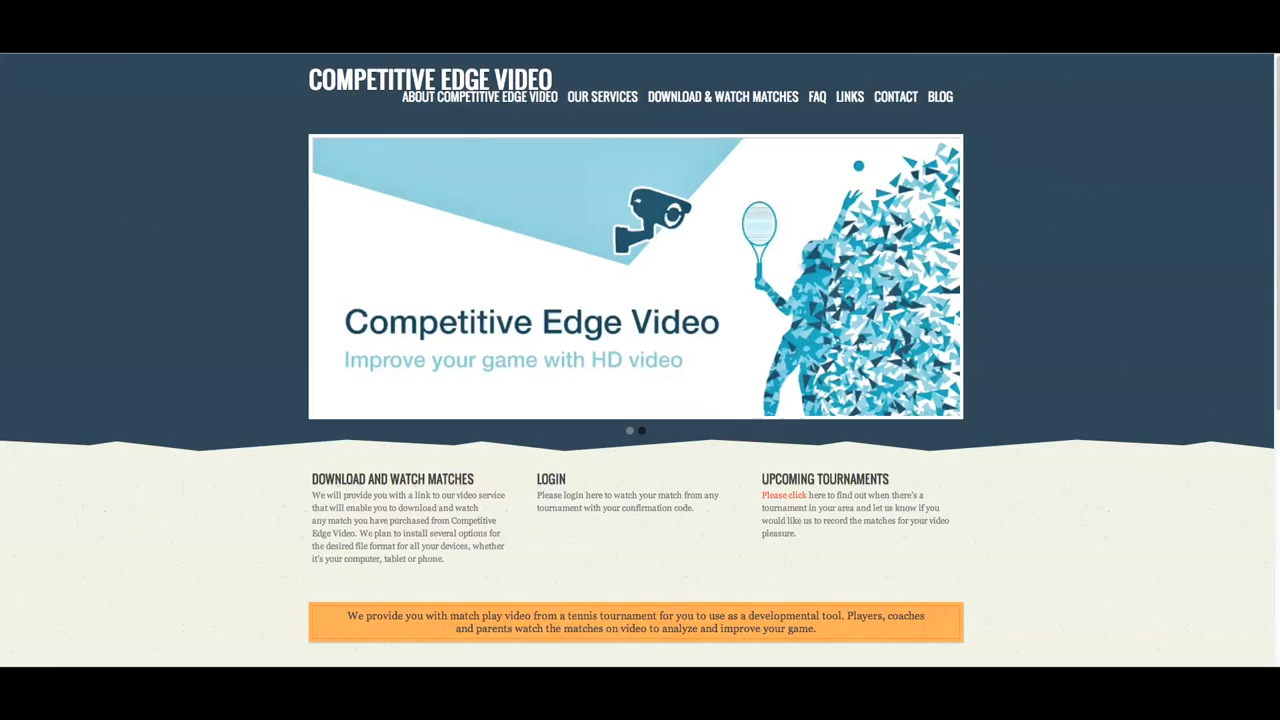 COMPETITIVE EDGE VIDEO
ABOUT COMPETITIVE EDGE VIDEO OUR SERVICES DOWNLOAD & WATCH MATCHES FAQ LINKS CONTACT BLOG
Competitive Edge Video
Improve your game with HD video
DOWNLOAD AND WATCH MATCHES
We will provide you with a link to our video service
that will enable you to download and watch
any match you have purchased from Competitive
Edge Video. We plan to install several options for
the desired file format for all your devices, whether
it's your computer, tablet or phone.
LOGIN
Please login here to watch your match from any
tournament with your confirmation code.
UPCOMING TOURNAMENTS
Please click here to find out when there's a
tournament in your area and let us know if you
would like us to record the matches for your video
pleasure.
We provide you with match play video from a tennis tournament for you to use as a developmental tool. Players, coaches
and parents watch the matches on video to analyze and improve your game.